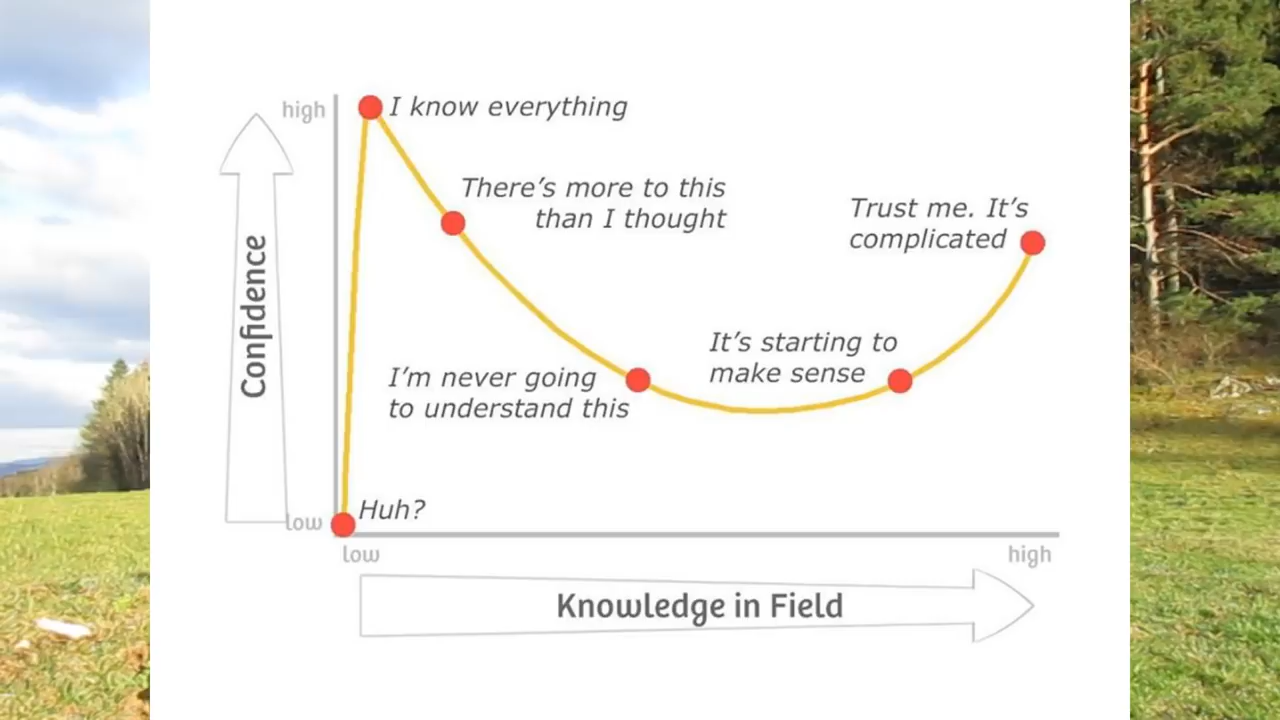 high
I know everything
There's more to this
than I thought
Trust me. It's
complicated
Confidence
It's starting to
make sense
I'm never going
to understand this
Huh?
low
low
high
Knowledge in Field